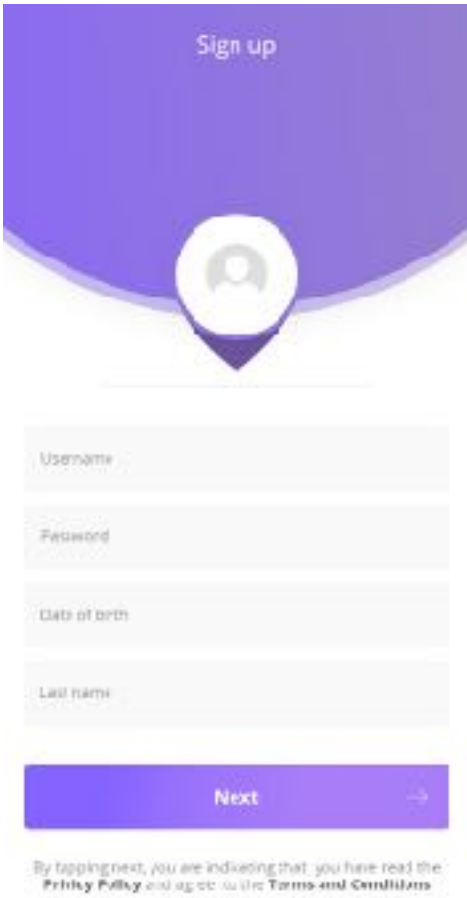 Sign up
Username
Password
Date of birth
Last name
Next
By tapping next, you are indicating that you have read the
Privacy Policy and agree to the Terms and Conditions